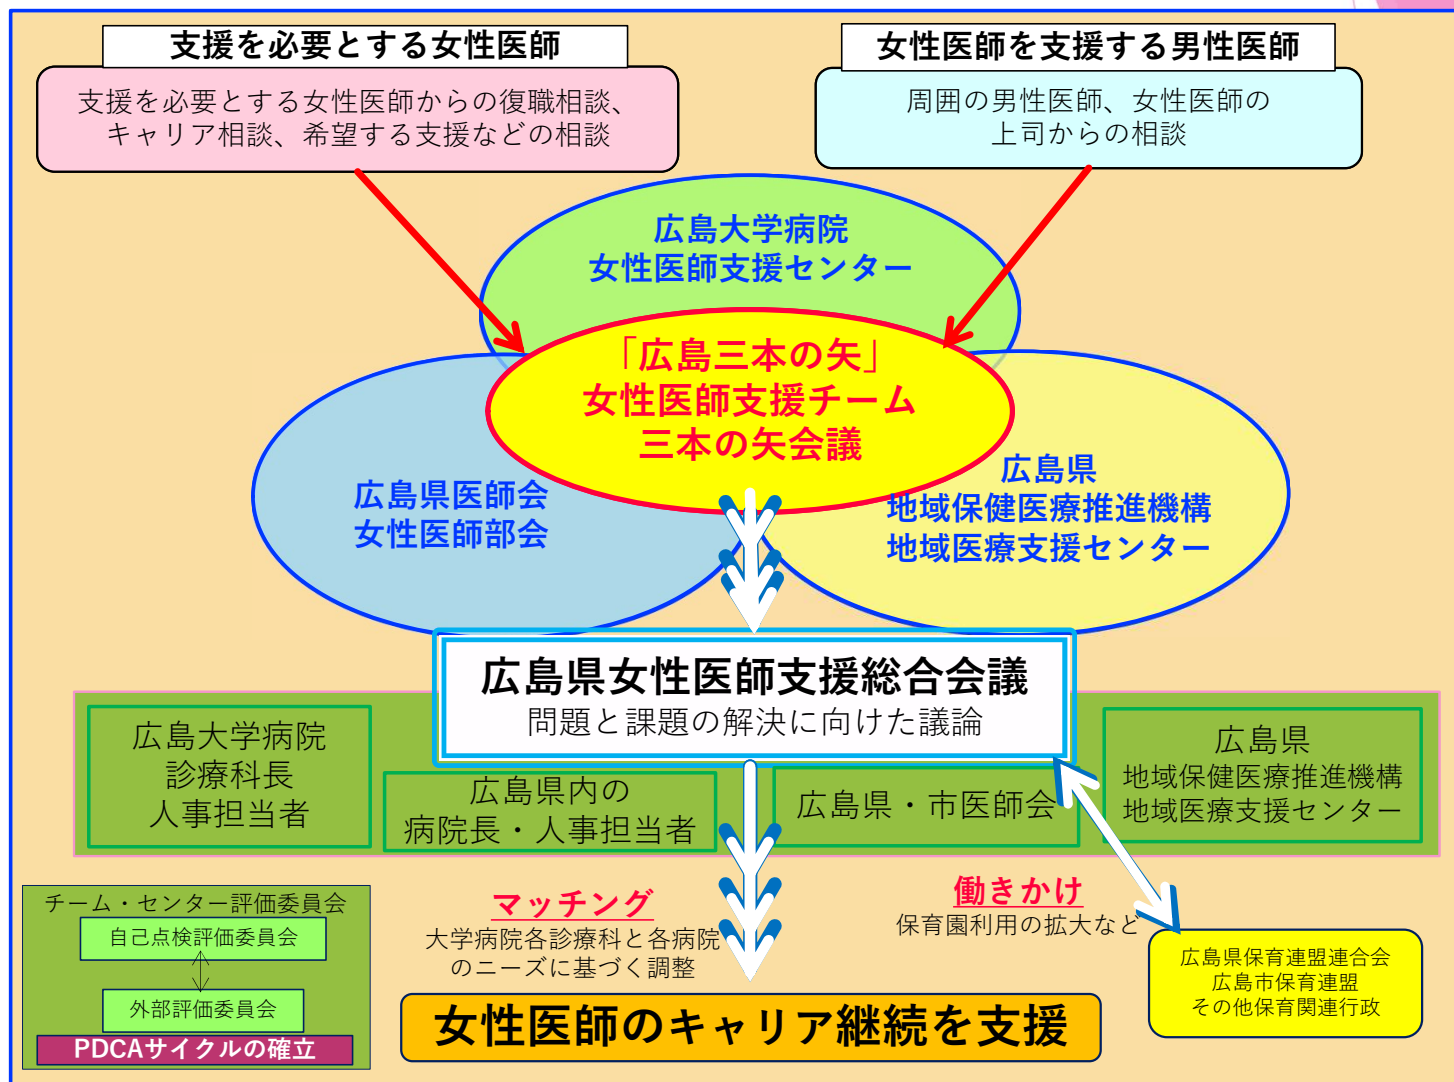 支援を必要とする女性医師
支援を必要とする女性医師からの復職相談、
キャリア相談、希望する支援などの相談
女性医師を支援する男性医師
周囲の男性医師、女性医師の
上司からの相談
広島大学病院
女性医師支援センター
「広島三本の矢」
女性医師支援チーム
三本の矢会議
広島県医師会
女性医師部会
広島県
地域保健医療推進機構
地域医療支援センター
広島県女性医師支援総合会議
問題と課題の解決に向けた議論
広島大学病院
診療科長
人事担当者
広島県内の
病院長・人事担当者
広島県・市医師会
広島県
地域保健医療推進機構
地域医療支援センター
チーム・センター評価委員会
自己点検評価委員会
外部評価委員会
PDCAサイクルの確立
マッチング
大学病院各診療科と各病院
のニーズに基づく調整
働きかけ
保育園利用の拡大など
広島県保育連盟連合会
広島市保育連盟
その他保育関連行政
女性医師のキャリア継続を支援